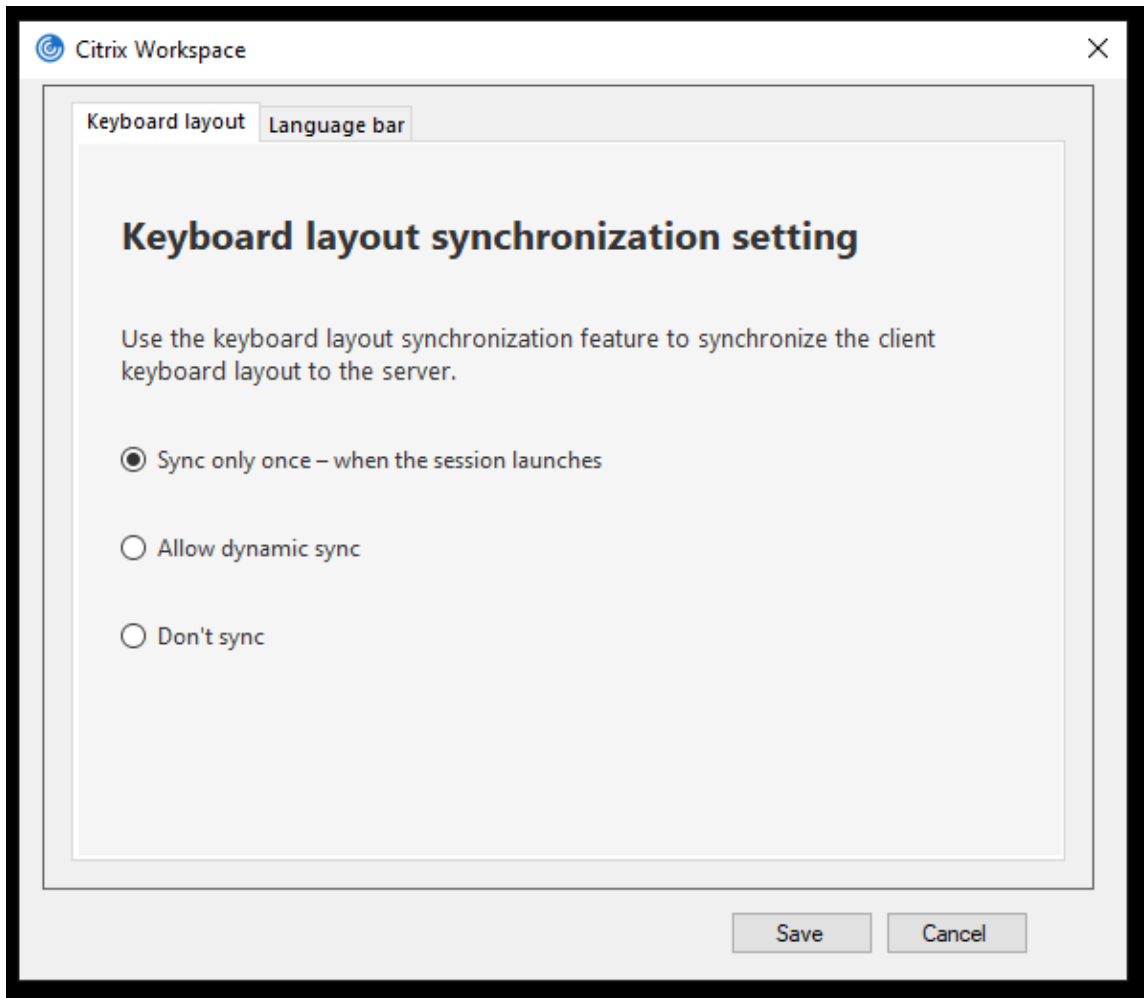 Citrix Workspace
Keyboard layout
Language bar
Keyboard layout synchronization setting
Use the keyboard layout synchronization feature to synchronize the client
keyboard layout to the server.
Sync only once – when the session launches
Allow dynamic sync
Don't sync
Save
Cancel